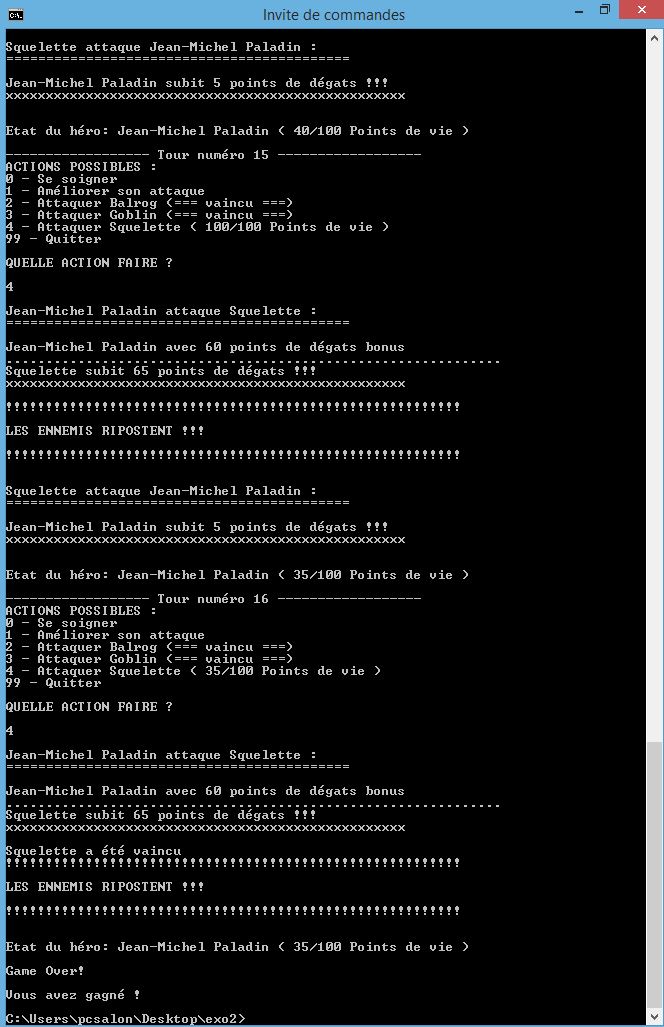 Invite de commandes
Squelette attaque Jean-Michel Paladin :
===========================================
Jean-Michel Paladin subit 5 points de dégats !!!
xxxxxxxxxxxxxxxxxxxxxxxxxxxxxxxxxxxxxxxxxxxxxxxxxx
Etat du héro: Jean-Michel Paladin ( 40/100 Points de vie )
------------------ Tour numéro 15 ------------------
ACTIONS POSSIBLES :
0 - Se soigner
1 - Améliorer son attaque
2 - Attaquer Balrog (=== vaincu ===)
3 - Attaquer Goblin (=== vaincu ===)
4 - Attaquer Squelette ( 100/100 Points de vie )
99 - Quitter
QUELLE ACTION FAIRE ?
4
Jean-Michel Paladin attaque Squelette :
===========================================
Jean-Michel Paladin avec 60 points de dégats bonus
..............................................................
Squelette subit 65 points de dégats !!!
xxxxxxxxxxxxxxxxxxxxxxxxxxxxxxxxxxxxxxxxxxxxxxxxxx
!!!!!!!!!!!!!!!!!!!!!!!!!!!!!!!!!!!!!!!!!!!!!!!!!!!!!!!!!
LES ENNEMIS RIPOSTENT !!!
!!!!!!!!!!!!!!!!!!!!!!!!!!!!!!!!!!!!!!!!!!!!!!!!!!!!!!!!!
Squelette attaque Jean-Michel Paladin :
===========================================
Jean-Michel Paladin subit 5 points de dégats !!!
xxxxxxxxxxxxxxxxxxxxxxxxxxxxxxxxxxxxxxxxxxxxxxxxxx
Etat du héro: Jean-Michel Paladin ( 35/100 Points de vie )
------------------ Tour numéro 16 ------------------
ACTIONS POSSIBLES :
0 - Se soigner
1 - Améliorer son attaque
2 - Attaquer Balrog (=== vaincu ===)
3 - Attaquer Goblin (=== vaincu ===)
4 - Attaquer Squelette ( 35/100 Points de vie )
99 - Quitter
QUELLE ACTION FAIRE ?
4
Jean-Michel Paladin attaque Squelette :
===========================================
Jean-Michel Paladin avec 60 points de dégats bonus
..............................................................
Squelette subit 65 points de dégats !!!
xxxxxxxxxxxxxxxxxxxxxxxxxxxxxxxxxxxxxxxxxxxxxxxxxx
Squelette a été vaincu
!!!!!!!!!!!!!!!!!!!!!!!!!!!!!!!!!!!!!!!!!!!!!!!!!!!!!!!!!
LES ENNEMIS RIPOSTENT !!!
!!!!!!!!!!!!!!!!!!!!!!!!!!!!!!!!!!!!!!!!!!!!!!!!!!!!!!!!!
Etat du héro: Jean-Michel Paladin ( 35/100 Points de vie )
Game Over!
Vous avez gagné !
C:\Users\pcsalon\Desktop\exo2>